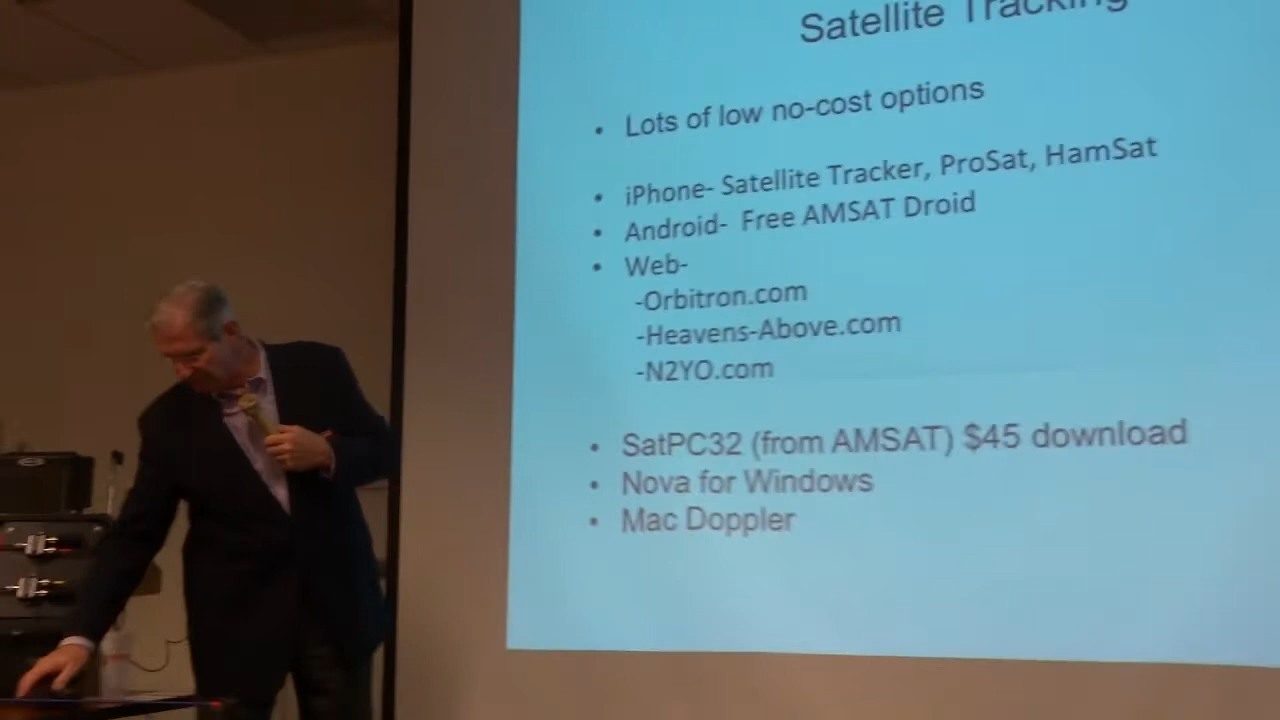 Satellite Tracking
• Lots of low no-cost options
• iPhone- Satellite Tracker, ProSat, HamSat
• Android- Free AMSAT Droid
• Web-
-Orbitron.com
-Heavens-Above.com
-N2YO.com
• SatPC32 (from AMSAT) $45 download
• Nova for Windows
• Mac Doppler